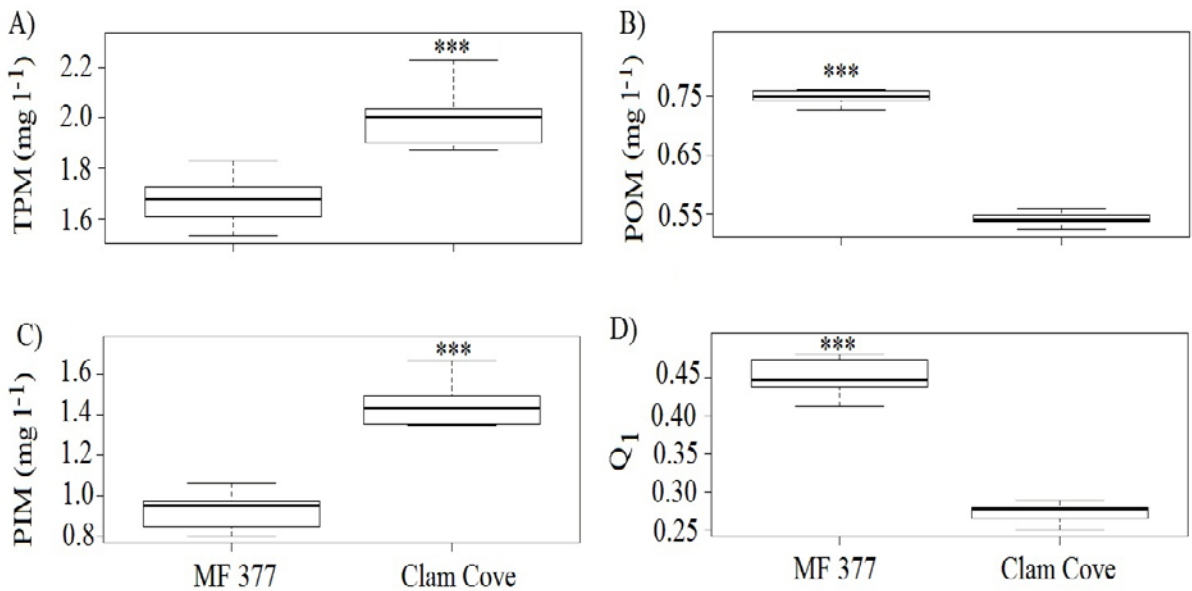 A)
TPM (mg l-1)
2.2
2.0
1.8
1.6
***
B)
POM (mg l-1)
0.75
0.65
0.55
***
C)
PIM (mg l-1)
1.6
1.4
1.2
1.0
0.8
***
MF 377
Clam Cove
D)
Q1
0.45
0.40
0.35
0.30
0.25
***
MF 377
Clam Cove